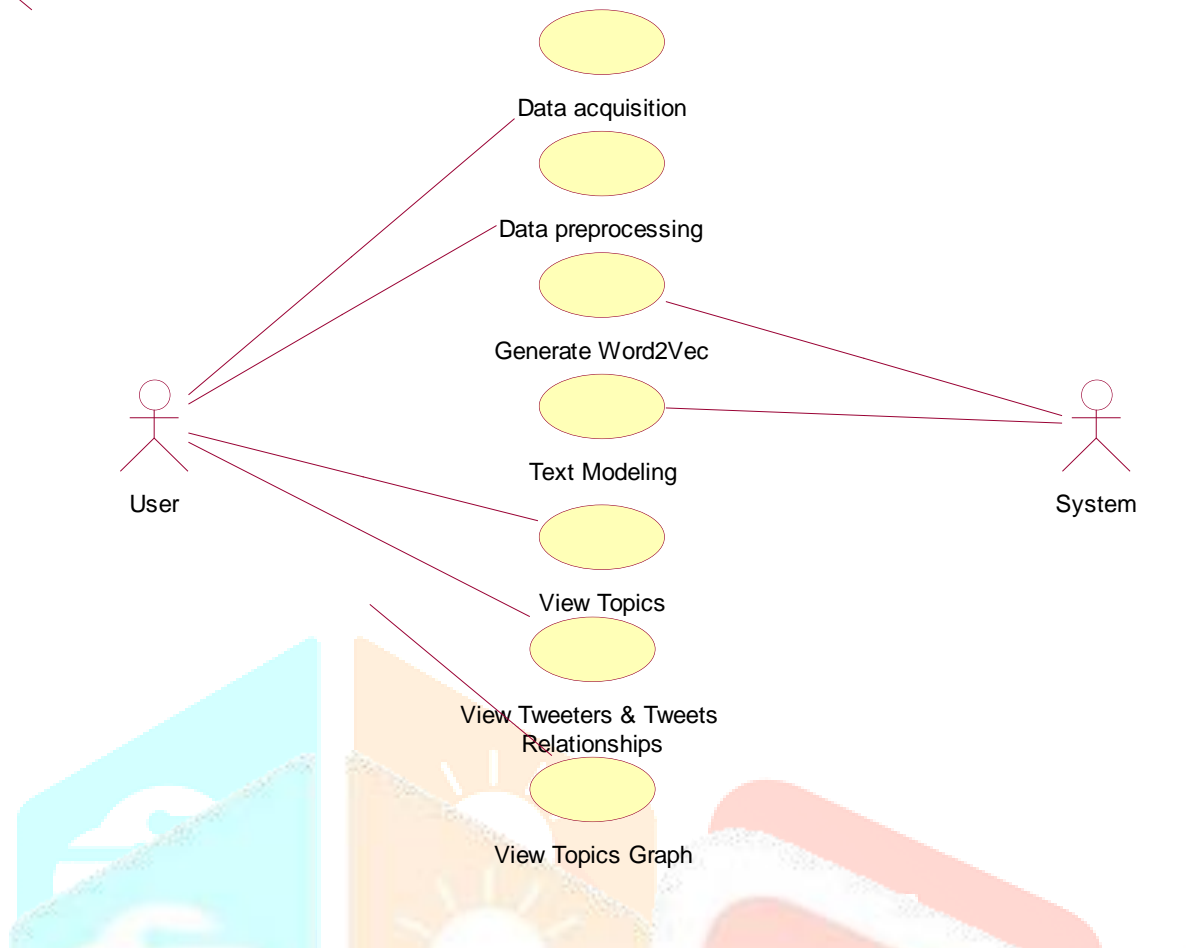 Data acquisition
Data preprocessing
Generate Word2Vec
Text Modeling
User
System
View Topics
View Tweeters & Tweets
Relationships
View Topics Graph